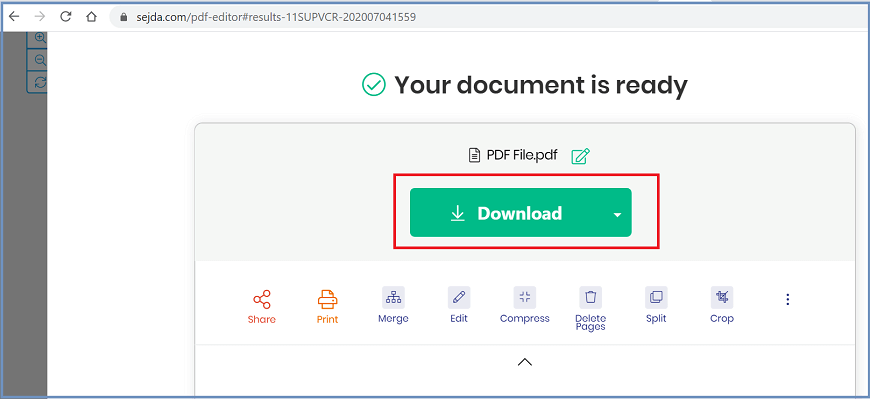 sejda.com/pdf-editor#results-11SUPVCR-202007041559
Your document is ready
PDF File.pdf
Download
Share
Print
Merge
Edit
Compress
Delete
Pages
Split
Crop